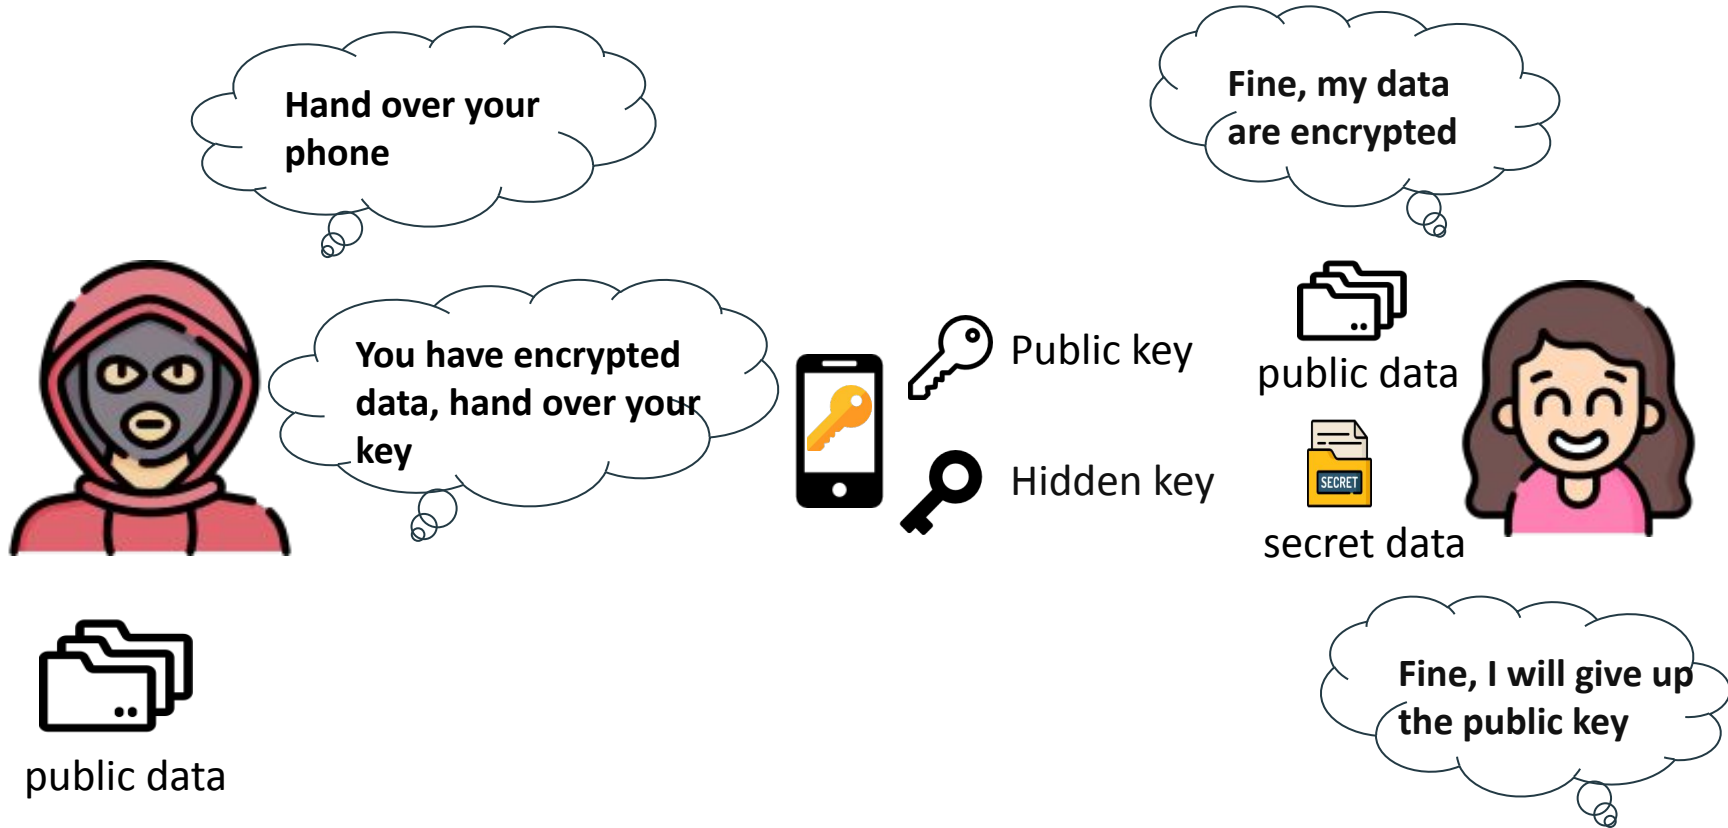 Hand over your
phone
Fine, my data
are encrypted
You have encrypted
data, hand over your
key
Public key
Hidden key
public data
SECRET
secret data
Fine, I will give up
the public key
public data